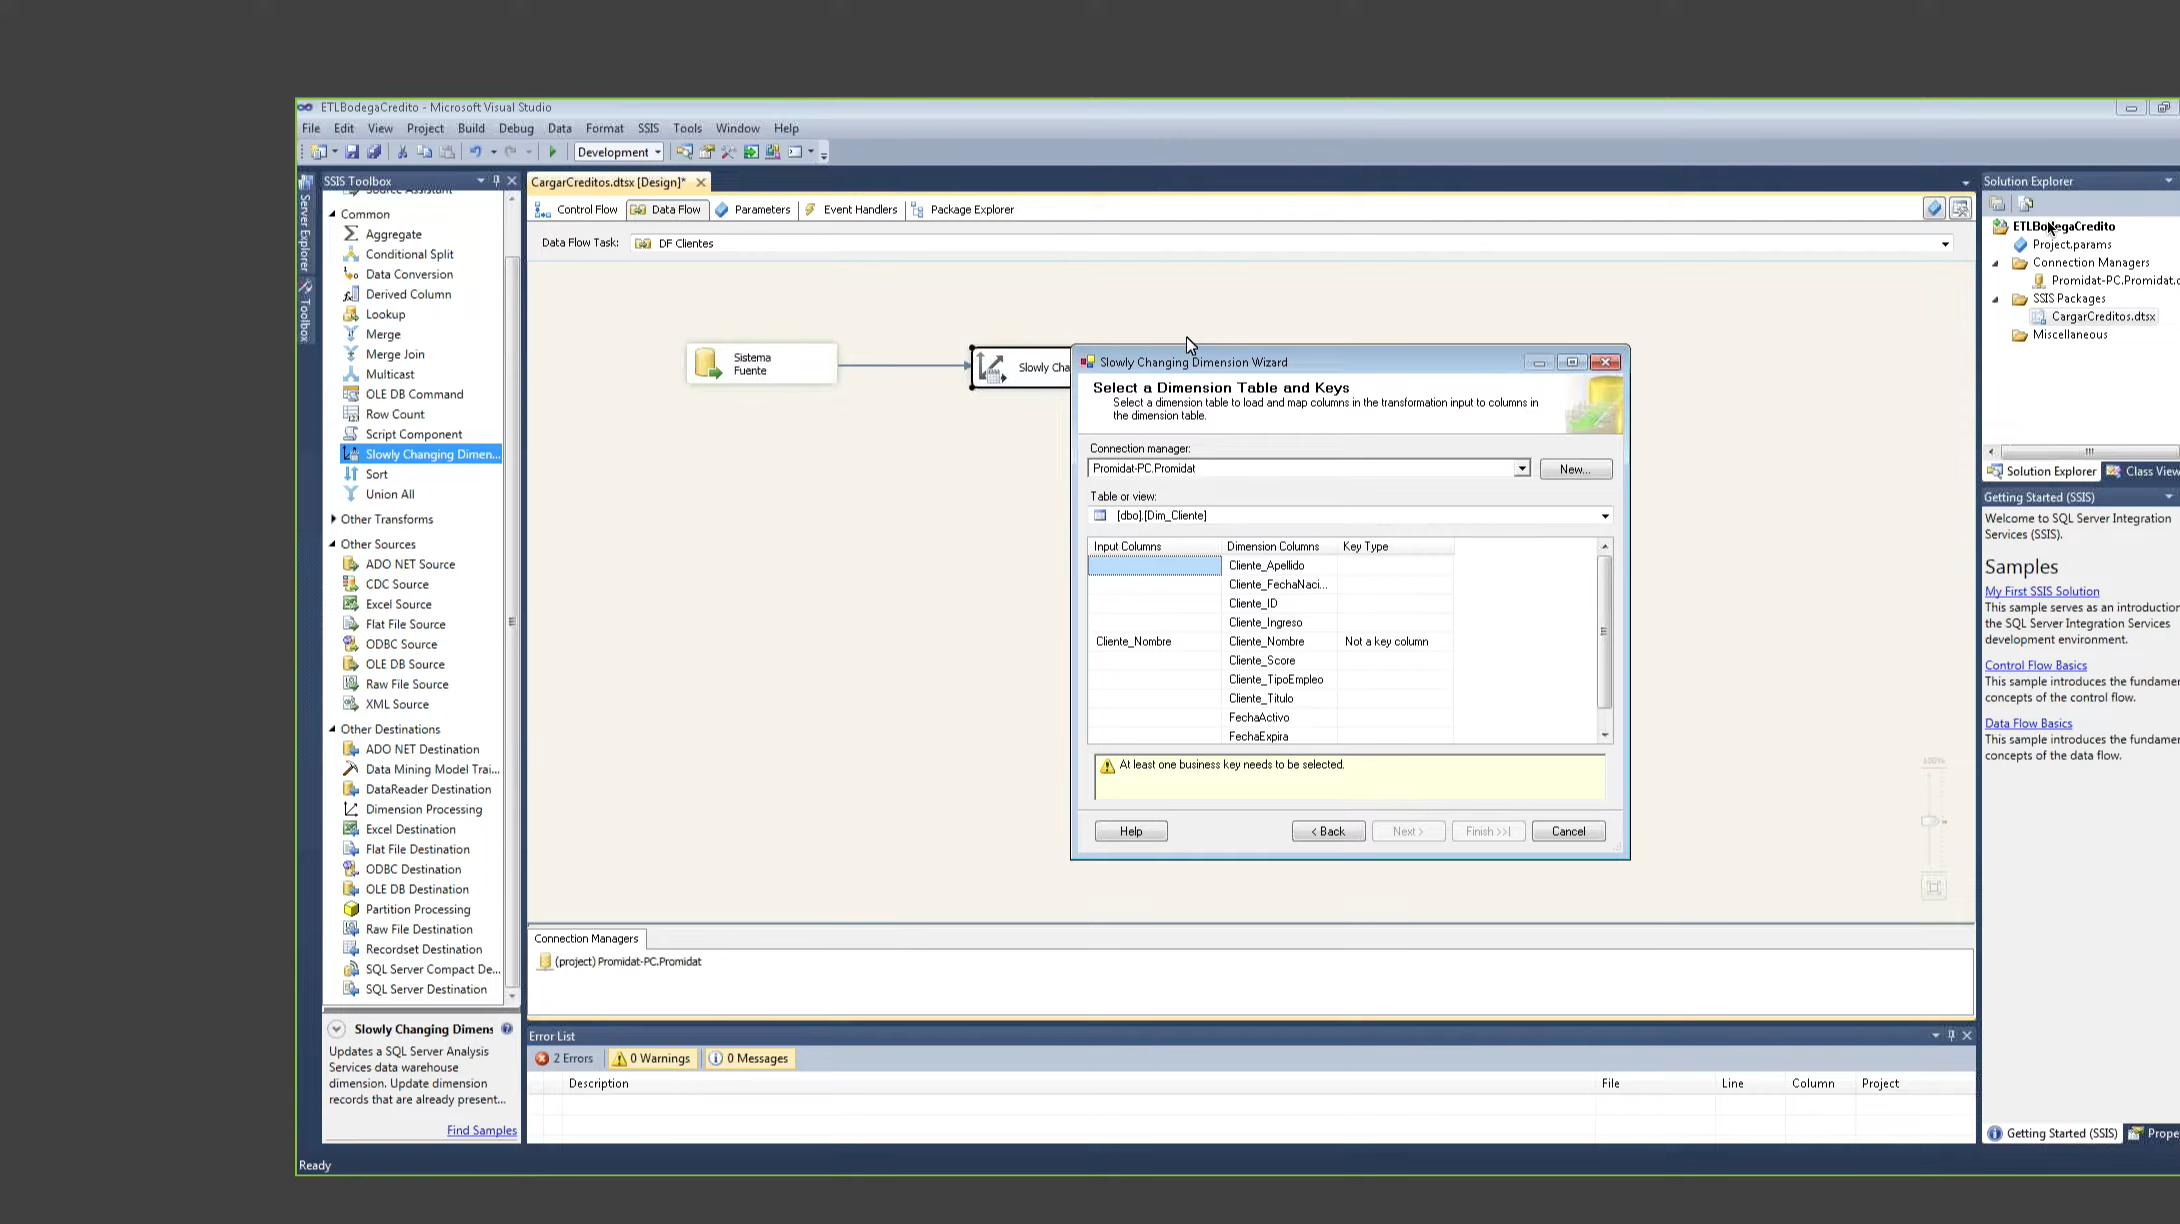 ETLBodegaCredito - Microsoft Visual Studio
File Edit View Project Build Debug Data Format SSIS Tools Window Help
Development
Server Explorer
Toolbox
SSIS Toolbox
Source Assistant
Common
Aggregate
Conditional Split
Data Conversion
Derived Column
Lookup
Merge
Merge Join
Multicast
OLE DB Command
Row Count
Script Component
Slowly Changing Dimen...
Sort
Union All
Other Transforms
Other Sources
ADO NET Source
CDC Source
Excel Source
Flat File Source
ODBC Source
OLE DB Source
Raw File Source
XML Source
Other Destinations
ADO NET Destination
Data Mining Model Trai...
DataReader Destination
Dimension Processing
Excel Destination
Flat File Destination
ODBC Destination
OLE DB Destination
Partition Processing
Raw File Destination
Recordset Destination
SQL Server Compact De...
SQL Server Destination
Slowly Changing Dimens
Updates a SQL Server Analysis
Services data warehouse
dimension. Update dimension
records that are already present...
Find Samples
CargarCreditos.dtsx [Design]*
Control Flow Data Flow Parameters Event Handlers Package Explorer
Data Flow Task: DF Clientes
Sistema
Fuente
Slowly Cha
Slowly Changing Dimension Wizard
Select a Dimension Table and Keys
Select a dimension table to load and map columns in the transformation input to columns in
the dimension table.
Connection manager:
Promidat-PC.Promidat New...
Table or view:
[dbo].[Dim_Cliente]
Input Columns Dimension Columns Key Type
Cliente_Apellido
Cliente_FechaNaci...
Cliente_ID
Cliente_Ingreso
Cliente_Nombre Cliente_Nombre Not a key column
Cliente_Score
Cliente_TipoEmpleo
Cliente_Titulo
FechaActivo
FechaExpira
At least one business key needs to be selected.
Help < Back Next > Finish >>| Cancel
Connection Managers
(project) Promidat-PC.Promidat
Error List
2 Errors 0 Warnings 0 Messages
Description File Line Column Project
Solution Explorer
ETLBodegaCredito
Project.params
Connection Managers
Promidat-PC.Promidat.c
SSIS Packages
CargarCreditos.dtsx
Miscellaneous
Solution Explorer Class View
Getting Started (SSIS)
Welcome to SQL Server Integration
Services (SSIS).
Samples
My First SSIS Solution
This sample serves as an introduction
the SQL Server Integration Services
development environment.
Control Flow Basics
This sample introduces the fundamen
concepts of the control flow.
Data Flow Basics
This sample introduces the fundamen
concepts of the data flow.
Getting Started (SSIS) Prope
Ready